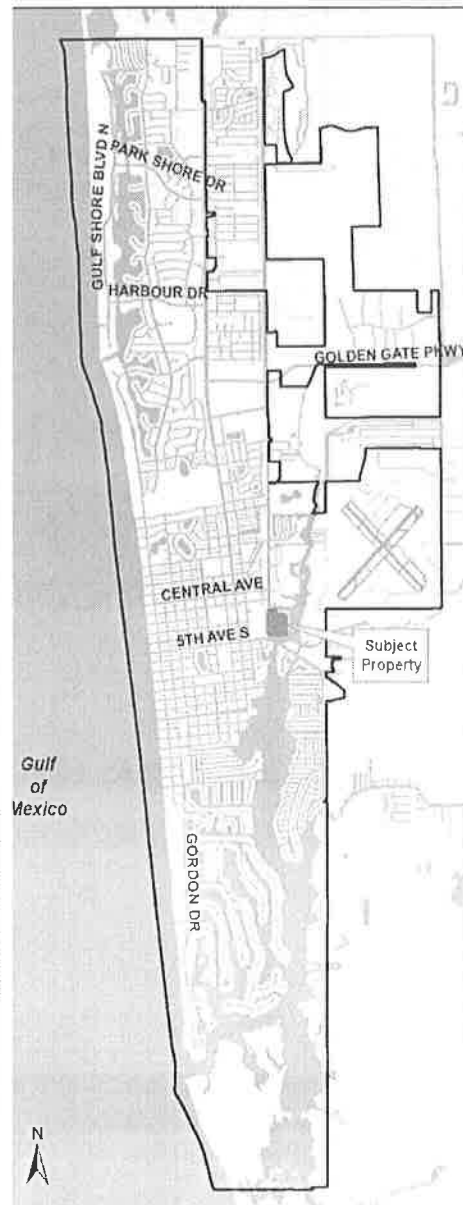 PARK SHORE DR
GULF SHORE BLVD N
HARBOUR DR
GOLDEN GATE PKWY
CENTRAL AVE
5TH AVE S
Subject
Property
Gulf
of
Mexico
GORDON DR
N